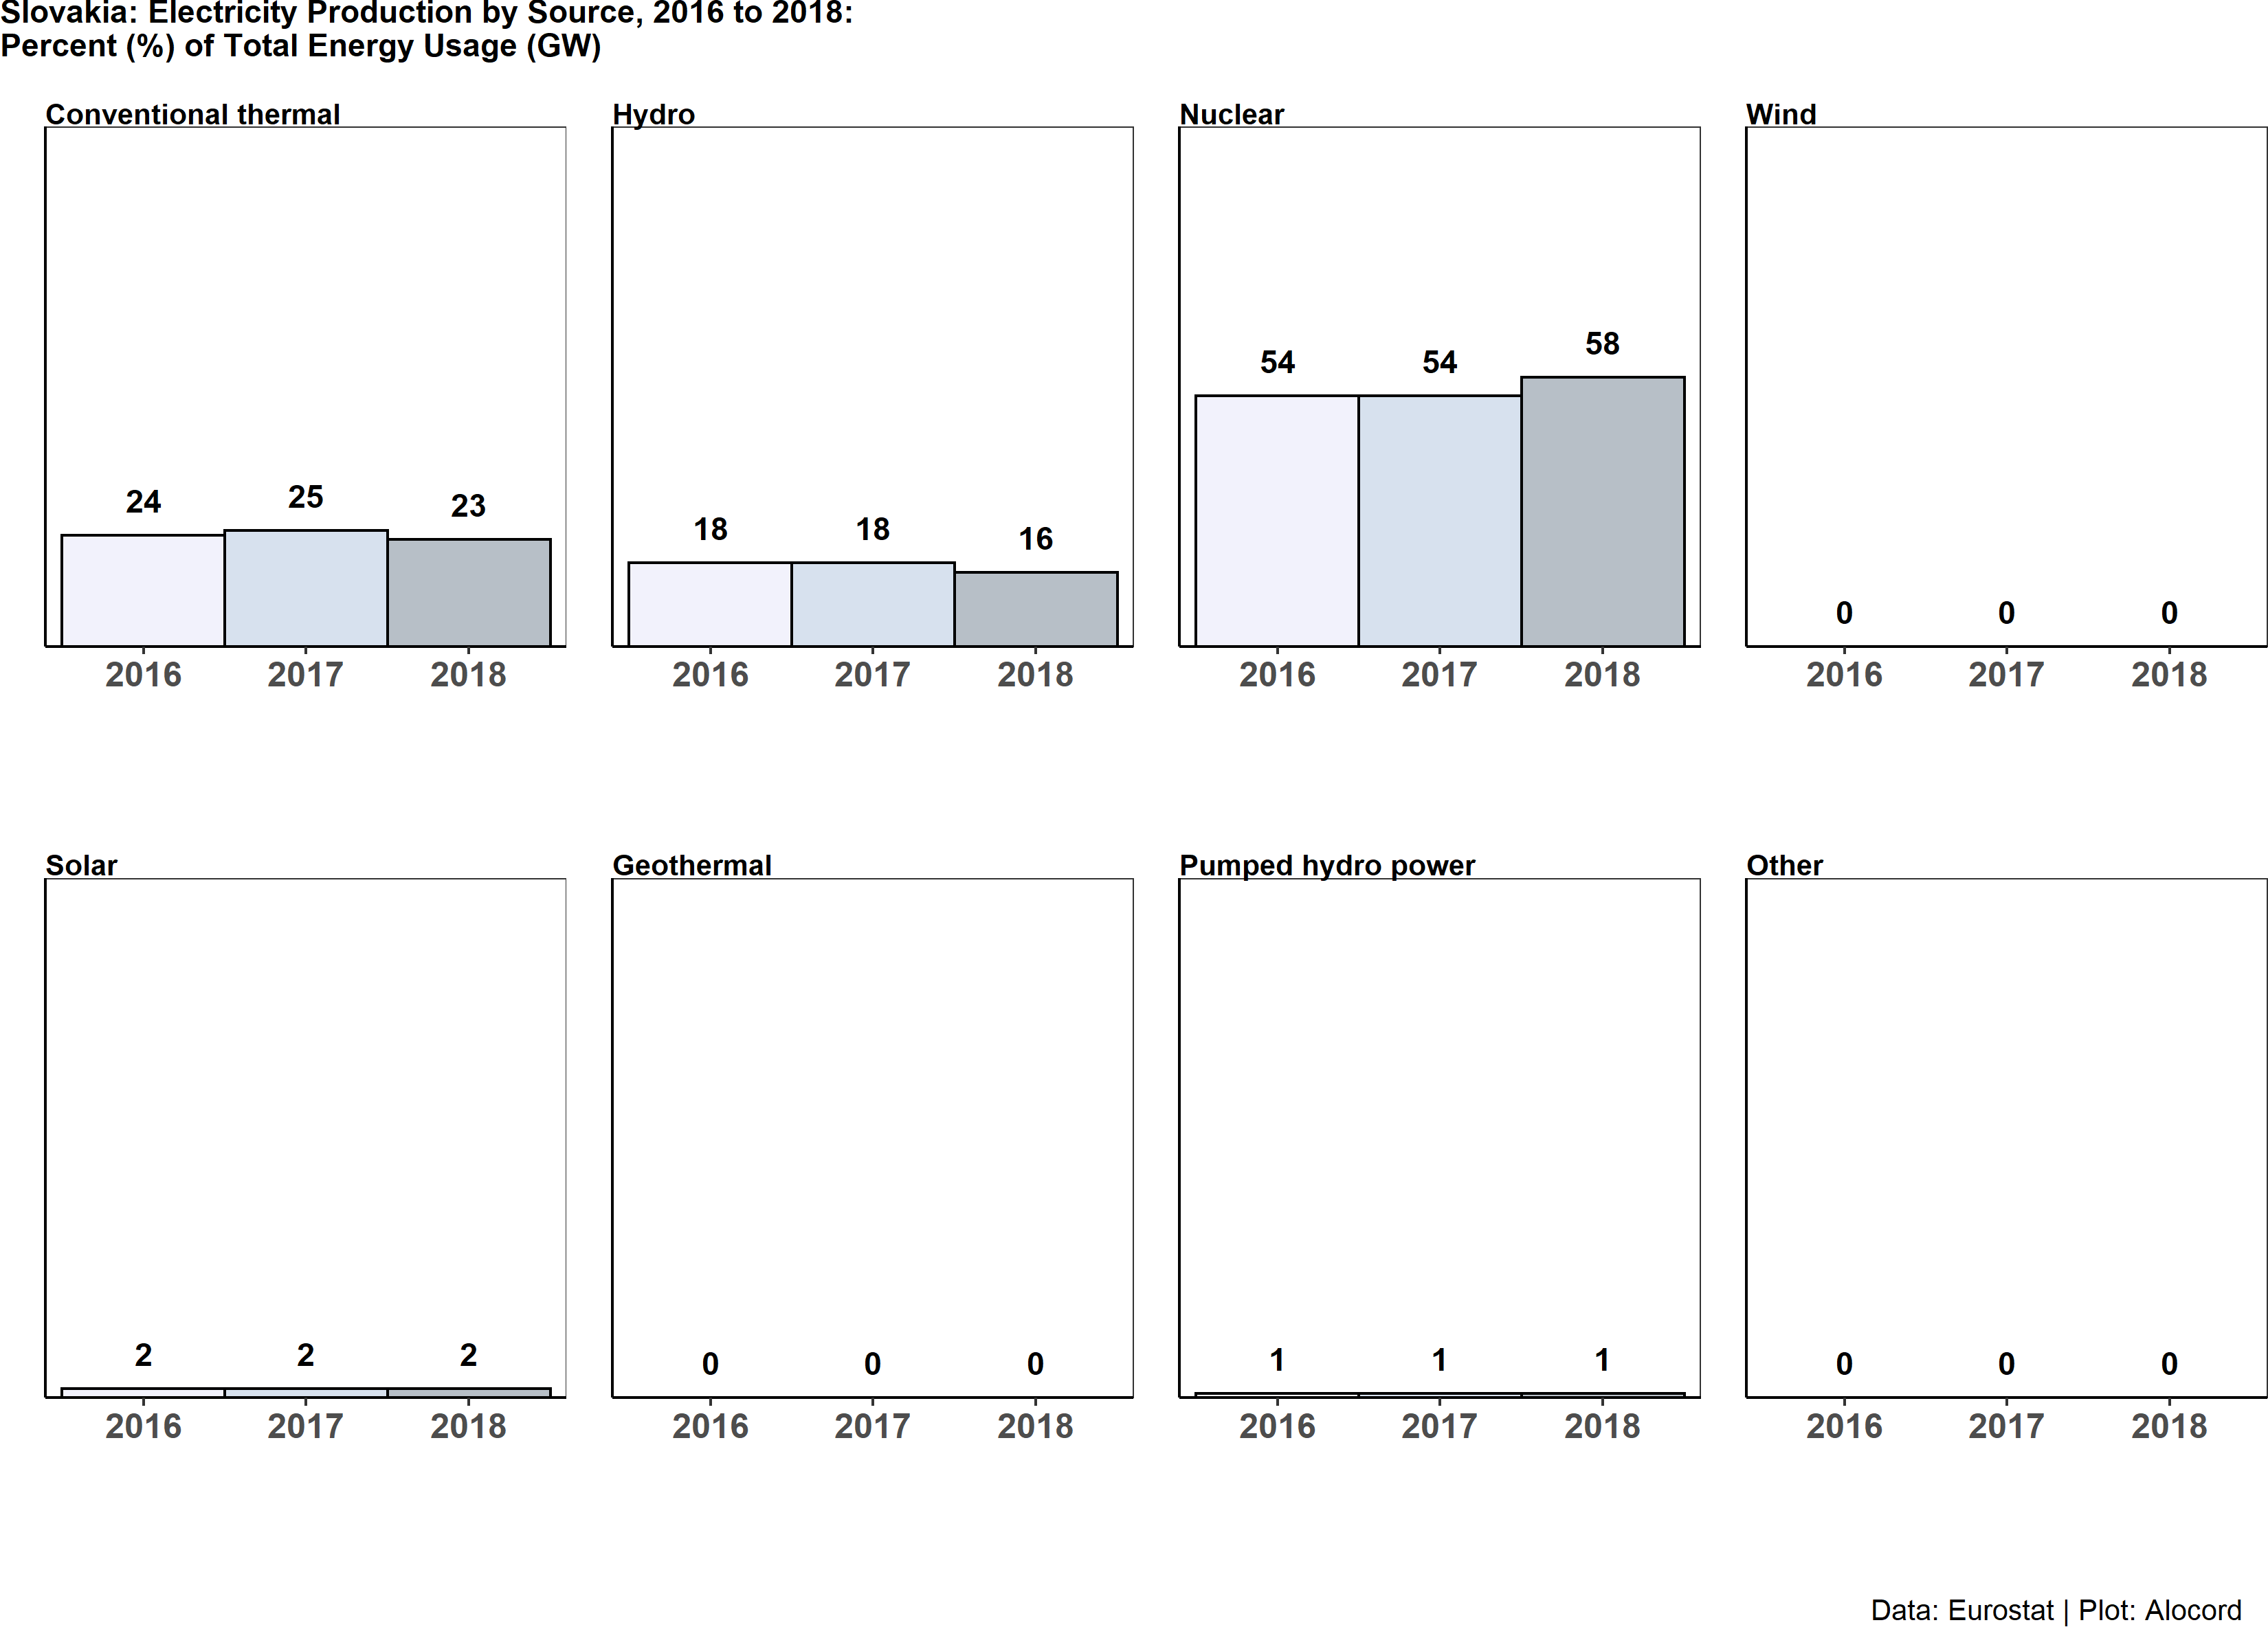 Slovakia: Electricity Production by Source, 2016 to 2018:
Percent (%) of Total Energy Usage (GW)
Conventional thermal
24 25 23
2016 2017 2018
Hydro
18 18 16
2016 2017 2018
Nuclear
54 54 58
2016 2017 2018
Wind
0 0 0
2016 2017 2018
Solar
2 2 2
2016 2017 2018
Geothermal
0 0 0
2016 2017 2018
Pumped hydro power
1 1 1
2016 2017 2018
Other
0 0 0
2016 2017 2018
Data: Eurostat | Plot: Alocord